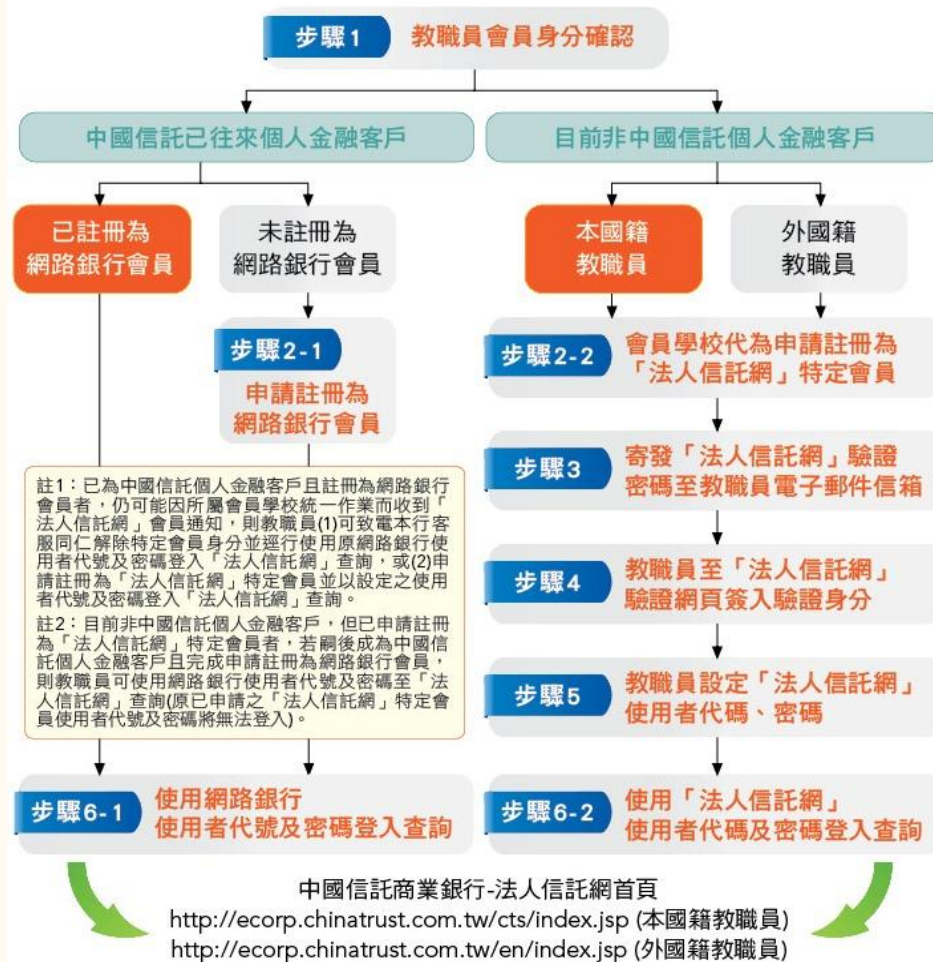 步驟1 教職員會員身分確認
中國信託已往來個人金融客戶
目前非中國信託個人金融客戶
已註冊為
網路銀行會員
未註冊為
網路銀行會員
本國籍
教職員
外國籍
教職員
步驟2-1
申請註冊為
網路銀行會員
步驟2-2
會員學校代為申請註冊為
「法人信託網」特定會員
步驟3
寄發「法人信託網」驗證
密碼至教職員電子郵件信箱
步驟4
教職員至「法人信託網」
驗證網頁簽入驗證身分
步驟5
教職員設定「法人信託網」
使用者代碼、密碼
註1：已為中國信託個人金融客戶且註冊為網路銀行
會員者，仍可能因所屬會員學校統一作業而收到「
法人信託網」會員通知，則教職員(1)可致電本行客
服同仁解除特定會員身分並逕行使用原網路銀行使
用者代號及密碼登入「法人信託網」查詢，或(2)申
請註冊為「法人信託網」特定會員並以設定之使用
者代號及密碼登入「法人信託網」查詢。
註2：目前非中國信託個人金融客戶，但已申請註冊
為「法人信託網」特定會員者，若嗣後成為中國信
託個人金融客戶且完成申請註冊為網路銀行會員，
則教職員可使用網路銀行使用者代號及密碼至「法
人信託網」查詢(原已申請之「法人信託網」特定會
員使用者代號及密碼將無法登入)。
步驟6-1
使用網路銀行
使用者代號及密碼登入查詢
步驟6-2
使用「法人信託網」
使用者代碼及密碼登入查詢
中國信託商業銀行-法人信託網首頁
http://ecorp.chinatrust.com.tw/cts/index.jsp (本國籍教職員)
http://ecorp.chinatrust.com.tw/en/index.jsp (外國籍教職員)